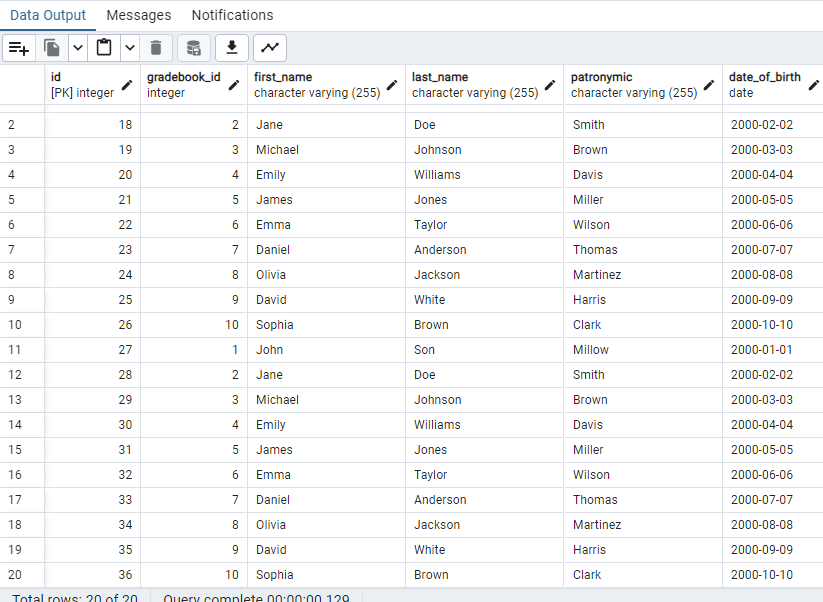 Data Output Messages Notifications
id gradebook_id first_name last_name patronymic date_of_birth
[PK] integer integer character varying (255) character varying (255) character varying (255) date
2 18 2 Jane Doe Smith 2000-02-02
3 19 3 Michael Johnson Brown 2000-03-03
4 20 4 Emily Williams Davis 2000-04-04
5 21 5 James Jones Miller 2000-05-05
6 22 6 Emma Taylor Wilson 2000-06-06
7 23 7 Daniel Anderson Thomas 2000-07-07
8 24 8 Olivia Jackson Martinez 2000-08-08
9 25 9 David White Harris 2000-09-09
10 26 10 Sophia Brown Clark 2000-10-10
11 27 1 John Son Millow 2000-01-01
12 28 2 Jane Doe Smith 2000-02-02
13 29 3 Michael Johnson Brown 2000-03-03
14 30 4 Emily Williams Davis 2000-04-04
15 31 5 James Jones Miller 2000-05-05
16 32 6 Emma Taylor Wilson 2000-06-06
17 33 7 Daniel Anderson Thomas 2000-07-07
18 34 8 Olivia Jackson Martinez 2000-08-08
19 35 9 David White Harris 2000-09-09
20 36 10 Sophia Brown Clark 2000-10-10
Total rows: 20 of 20 Query complete 00:00:00.129